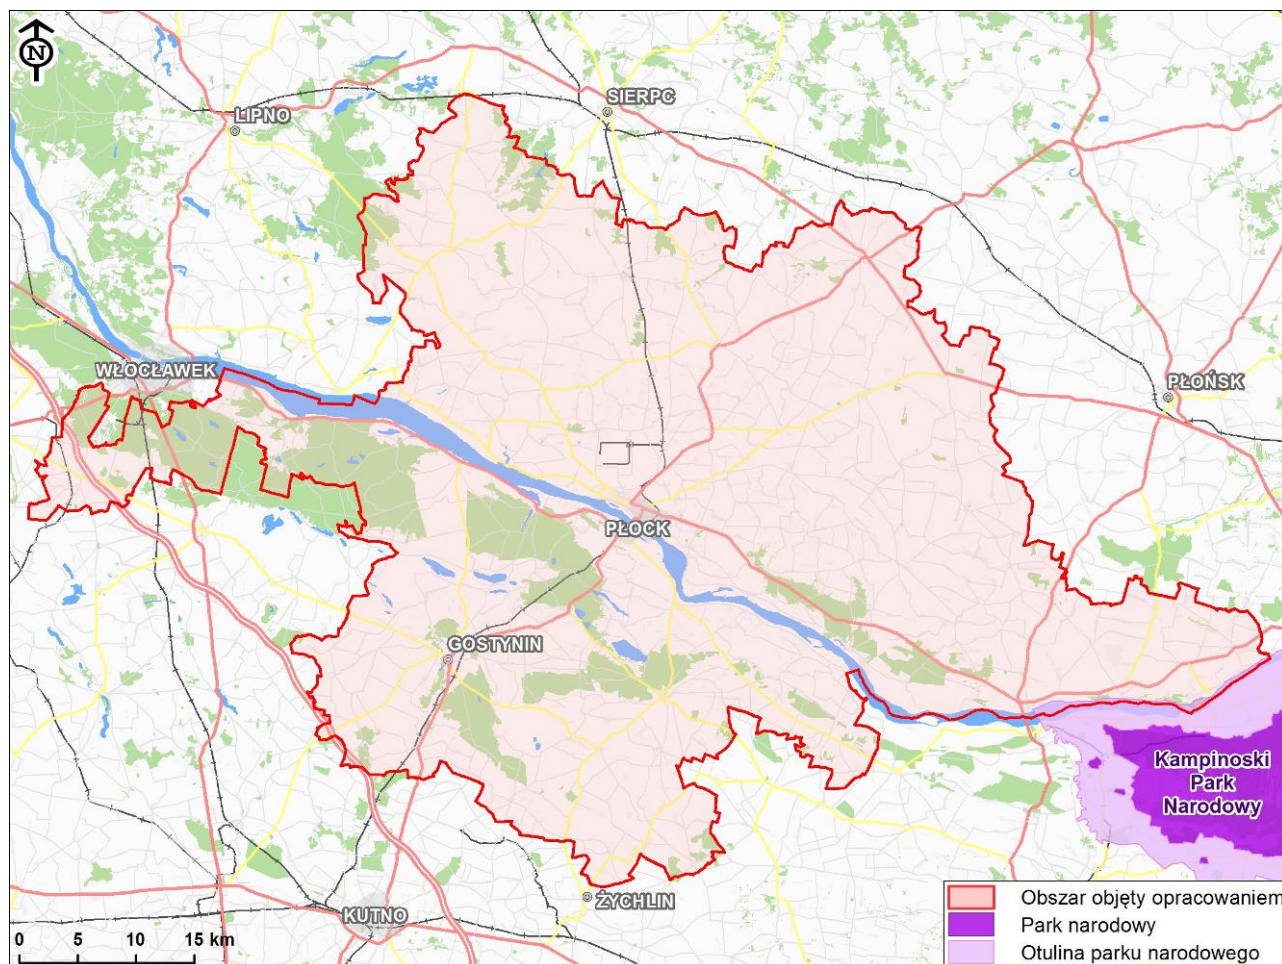 N
SIERPC
LIPNO
WŁOCŁAWEK
PŁOŃSK
PŁOCK
GOSTYNIN
Kampinoski
Park
Narodowy
ŻYCHLIN
KUTNO
0 5 10 15 km
Obszar objęty opracowaniem
Park narodowy
Otulina parku narodowego